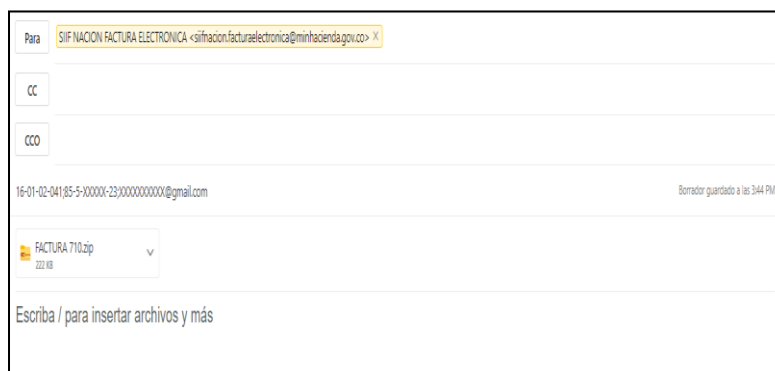 Para SIIF NACION FACTURA ELECTRONICA <siifnacion.facturaelectronica@minhacienda.gov.co> ×
CC
CCO
16-01-02-041;85-5-XXXXX-23;XXXXXXXXXX@gmail.com Borrador guardado a las 3:44 PM
FACTURA 710.zip
222 KB
Escriba / para insertar archivos y más